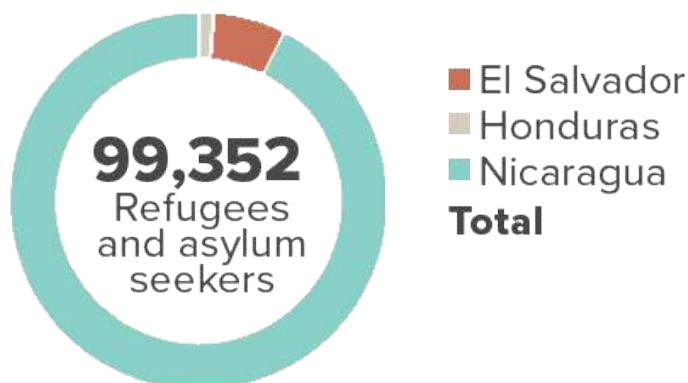 99,352
Refugees
and asylum
seekers
El Salvador
Honduras
Nicaragua
Total